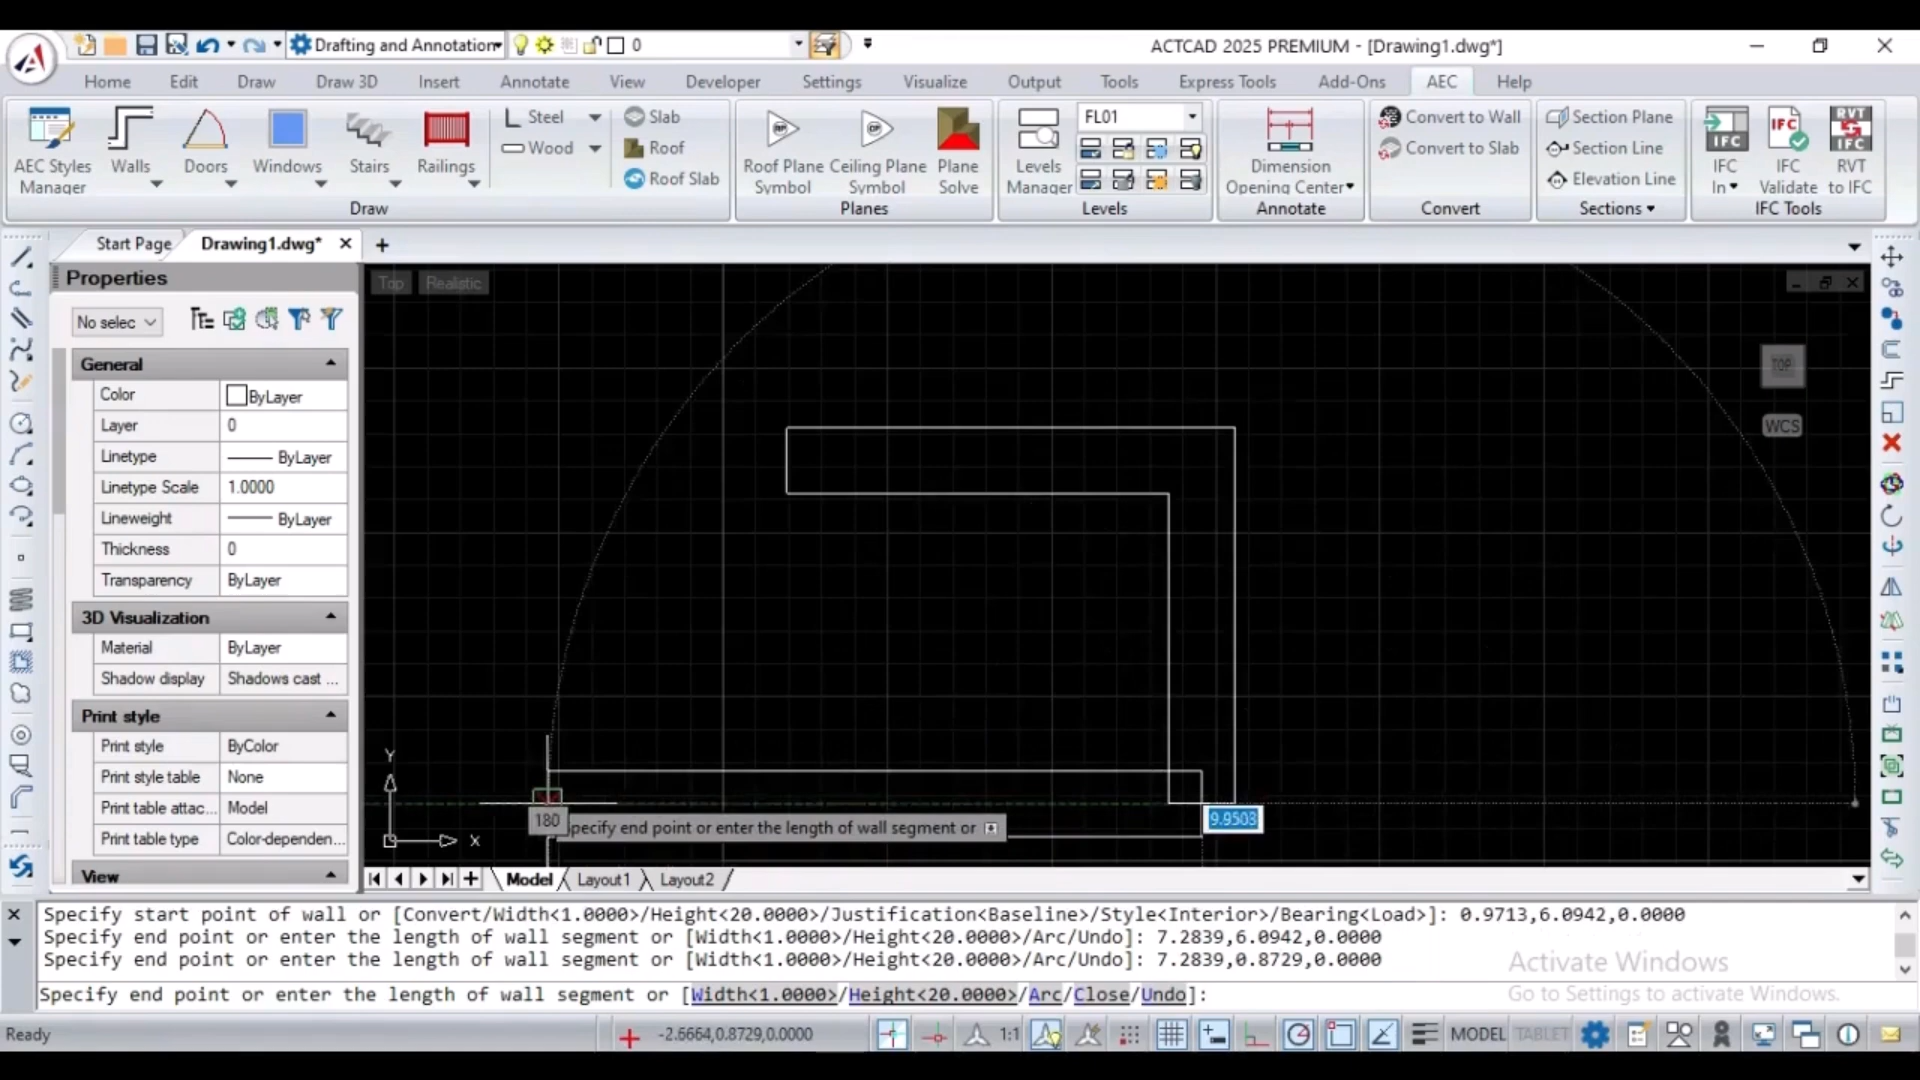 Drafting and Annotation
0
ACTCAD 2025 PREMIUM - [Drawing1.dwg*]
Home Edit Draw Draw 3D Insert Annotate View Developer Settings Visualize Output Tools Express Tools Add-Ons AEC Help
AEC Styles Manager
Walls
Doors
Windows
Stairs
Railings
Steel
Wood
Slab
Roof
Roof Slab
Draw
Roof Plane Symbol
Ceiling Plane Symbol
Plane Solve
Planes
Levels Manager
FL01
Levels
Dimension Opening Center
Annotate
Convert to Wall
Convert to Slab
Convert
Section Plane
Section Line
Elevation Line
Sections
IFC In
IFC Validate
RVT to IFC
IFC Tools
Start Page
Drawing1.dwg*
Properties
No selec
General
Color ByLayer
Layer 0
Linetype ByLayer
Linetype Scale 1.0000
Lineweight ByLayer
Thickness 0
Transparency ByLayer
3D Visualization
Material ByLayer
Shadow display Shadows cast ...
Print style
Print style ByColor
Print style table None
Print table attac... Model
Print table type Color-dependen...
View
Top
Realistic
TOP
WCS
Y
X
180
pecify end point or enter the length of wall segment or
9.9503
Model Layout1 Layout2
Specify start point of wall or [Convert/Width<1.0000>/Height<20.0000>/Justification<Baseline>/Style<Interior>/Bearing<Load>]: 0.9713,6.0942,0.0000
Specify end point or enter the length of wall segment or [Width<1.0000>/Height<20.0000>/Arc/Undo]: 7.2839,6.0942,0.0000
Specify end point or enter the length of wall segment or [Width<1.0000>/Height<20.0000>/Arc/Undo]: 7.2839,0.8729,0.0000
Specify end point or enter the length of wall segment or [Width<1.0000>/Height<20.0000>/Arc/Close/Undo]:
Activate Windows
Go to Settings to activate Windows.
Ready
-2.6664,0.8729,0.0000
1:1
MODEL
TABLET